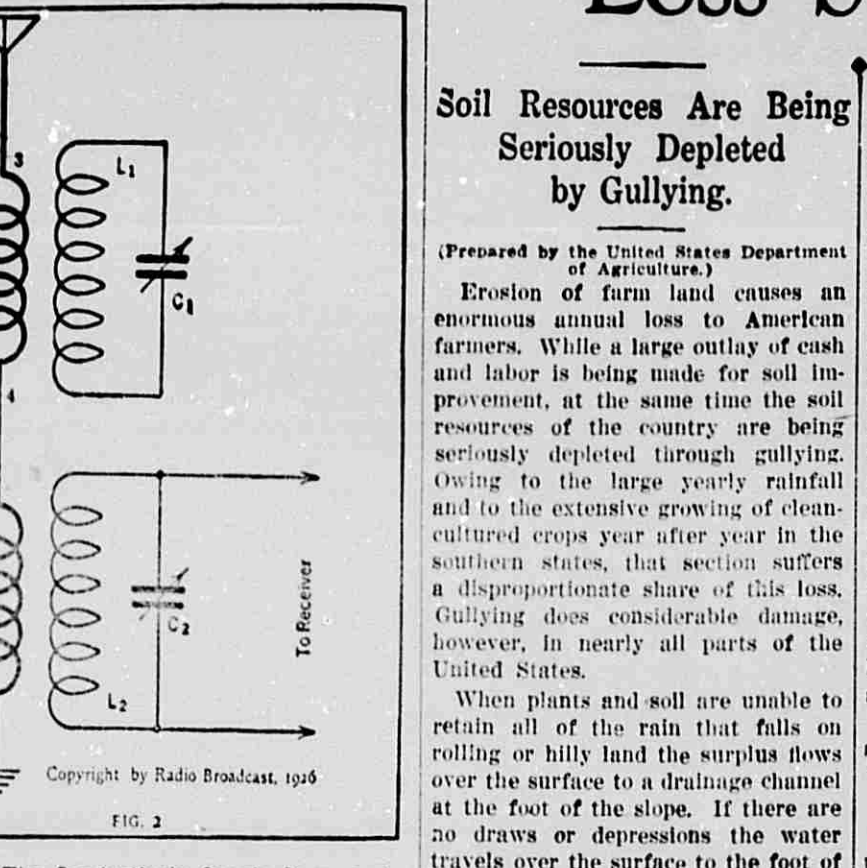 3
L1
C1
4
C2
To Receiver
L2
Copyright by Radio Broadcast, 1926
FIG. 2
Soil Resources Are Being
Seriously Depleted
by Gullying.
(Prepared by the United States Department
of Agriculture.)
Erosion of farm land causes an
enormous annual loss to American
farmers. While a large outlay of cash
and labor is being made for soil im-
provement, at the same time the soil
resources of the country are being
seriously depleted through gullying.
Owing to the large yearly rainfall
and to the extensive growing of clean-
cultured crops year after year in the
southern states, that section suffers
a disproportionate share of this loss.
Gullying does considerable damage,
however, in nearly all parts of the
United States.
When plants and soil are unable to
retain all of the rain that falls on
rolling or hilly land the surplus flows
over the surface to a drainage channel
at the foot of the slope. If there are
no draws or depressions the water
travels over the surface to the foot of